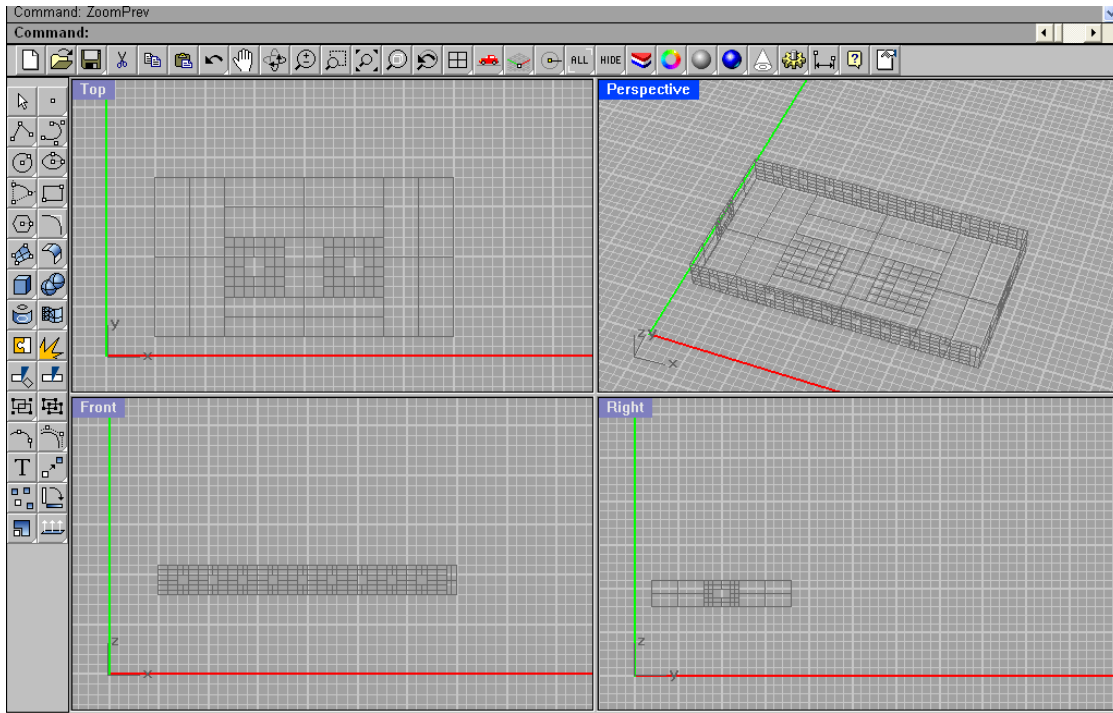 Command: ZoomPrev
Command:
ALL HIDE
Top
y
x
Perspective
z y
x
T
Front
z
x
Right
z
y